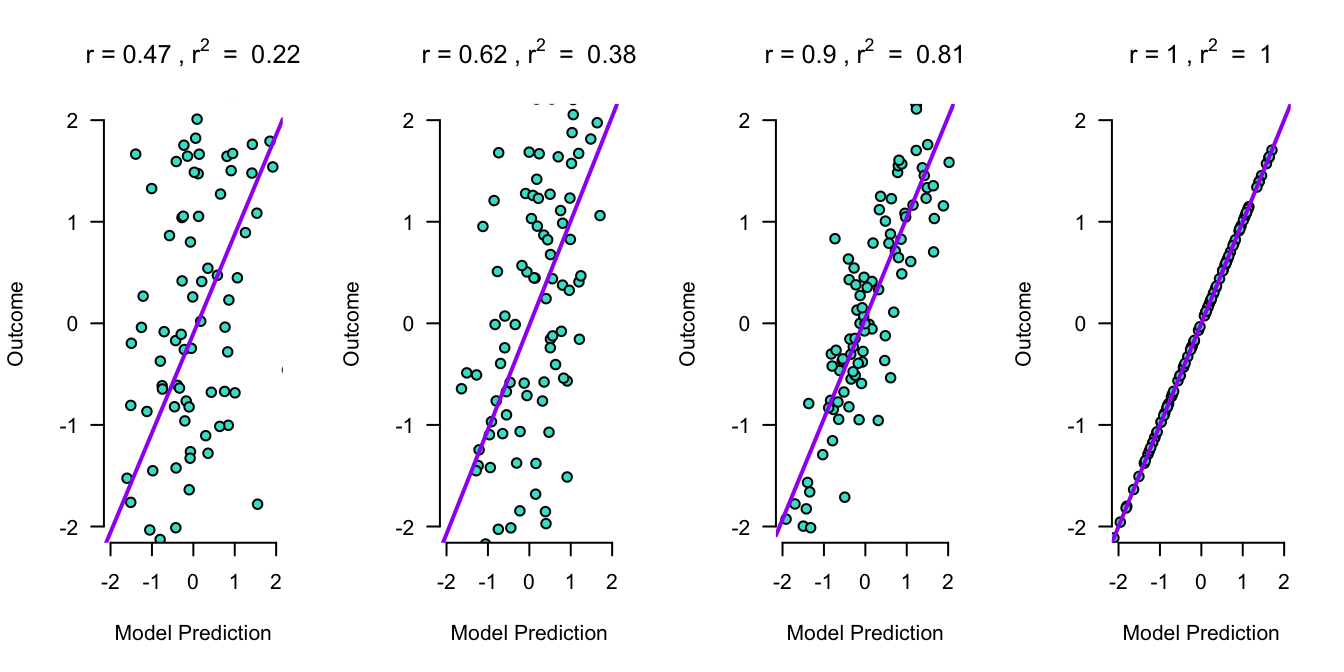 r = 0.47 , r² = 0.22
2
1
0
-1
-2
-2 -1 0 1 2
Outcome
Model Prediction
r = 0.62 , r² = 0.38
2
1
0
-1
-2
-2 -1 0 1 2
Outcome
Model Prediction
r = 0.9 , r² = 0.81
2
1
0
-1
-2
-2 -1 0 1 2
Outcome
Model Prediction
r = 1 , r² = 1
2
1
0
-1
-2
-2 -1 0 1 2
Outcome
Model Prediction